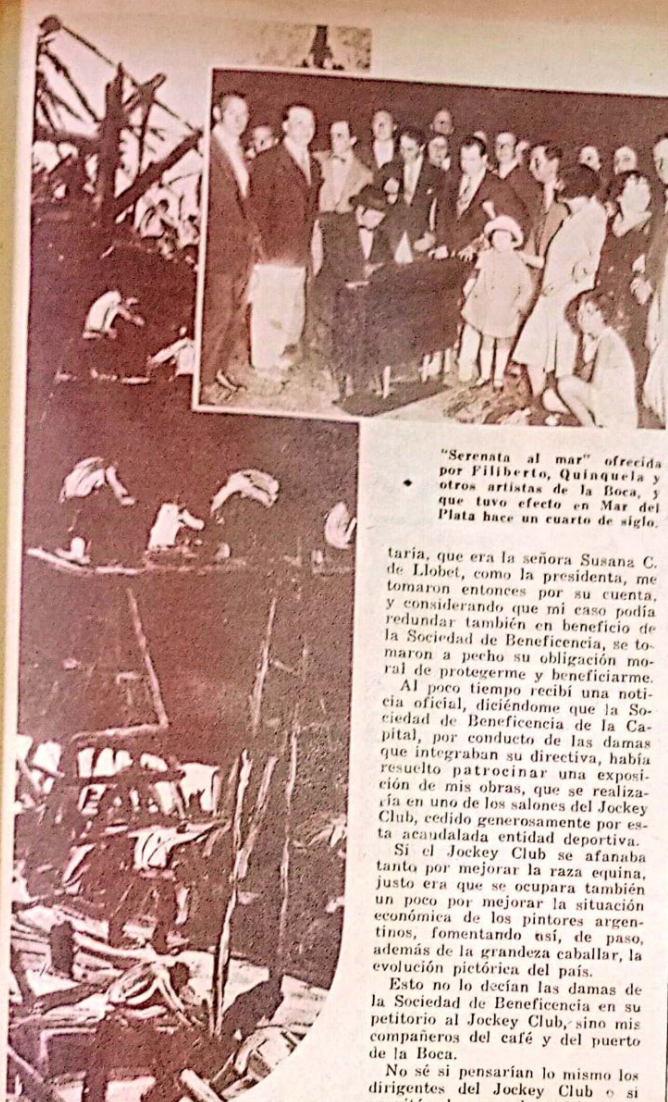 "Serenata al mar" ofrecida
por Filiberto, Quinquela y
otros artistas de la Boca, y
que tuvo efecto en Mar del
Plata hace un cuarto de siglo.
taria, que era la señora Susana C.
de Llobet, como la presidenta, me
tomaron entonces por su cuenta,
y considerando que mi caso podía
redundar también en beneficio de
la Sociedad de Beneficencia, se to-
maron a pecho su obligación mo-
ral de protegerme y beneficiarme.
Al poco tiempo recibí una noti-
cia oficial, diciéndome que la So-
ciedad de Beneficencia de la Ca-
pital, por conducto de las damas
que integraban su directiva, había
resuelto patrocinar una exposi-
ción de mis obras, que se realiza-
ría en uno de los salones del Jockey
Club, cedido generosamente por es-
ta acaudalada entidad deportiva.
Si el Jockey Club se afanaba
tanto por mejorar la raza equina,
justo era que se ocupara también
un poco por mejorar la situación
económica de los pintores argen-
tinos, fomentando así, de paso,
además de la grandeza caballar, la
evolución pictórica del país.
Esto no lo decían las damas de
la Sociedad de Beneficencia en su
petitorio al Jockey Club, sino mis
compañeros del café y del puerto
de la Boca.
No sé si pensarían lo mismo los
dirigentes del Jockey Club o si